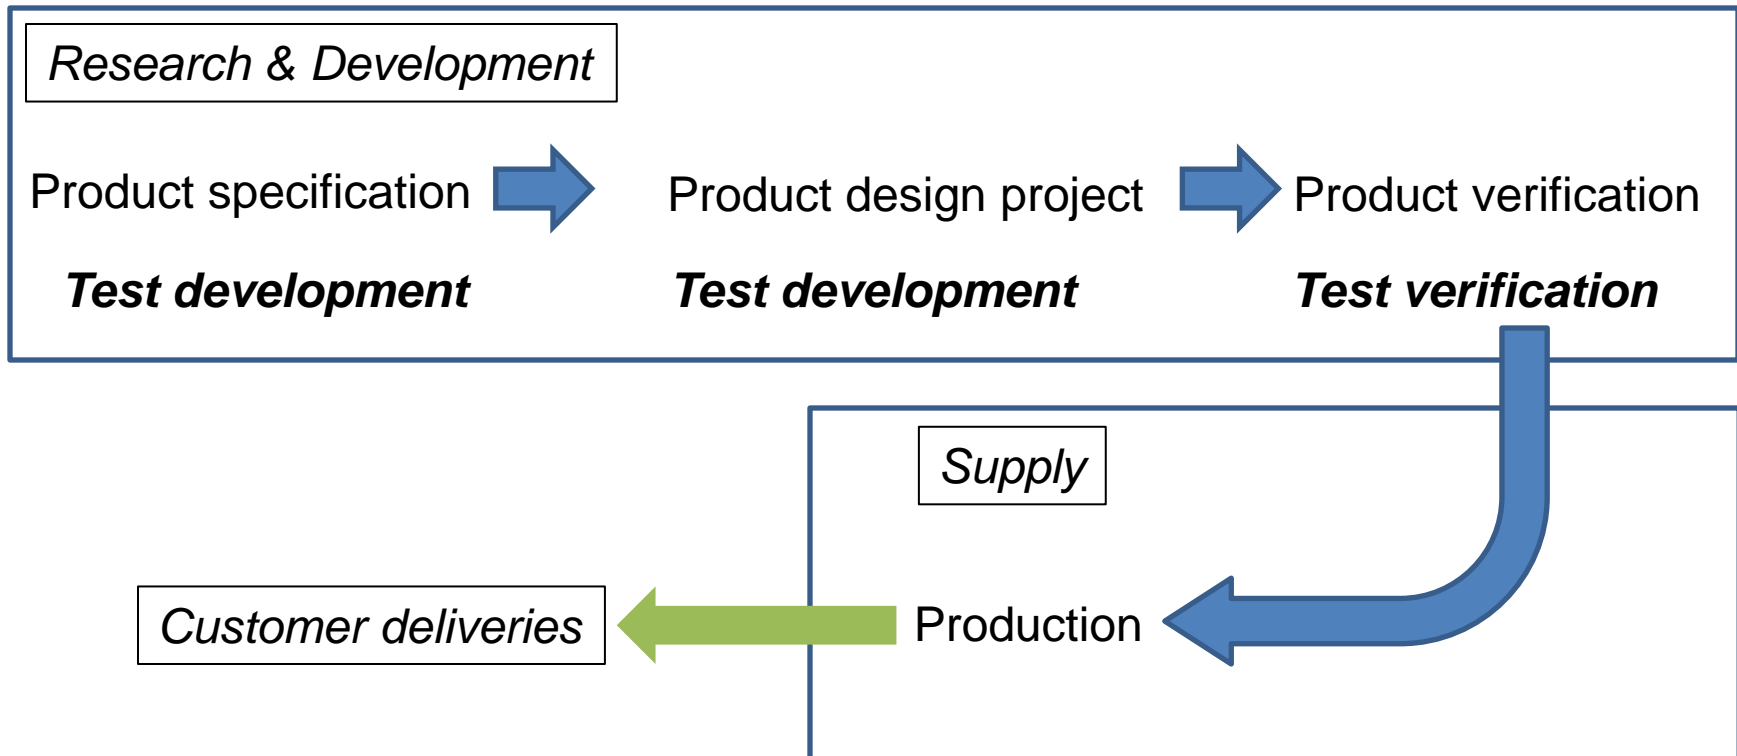 Research & Development
Product specification
Product design project
Product verification
Test development
Test development
Test verification
Supply
Customer deliveries
Production